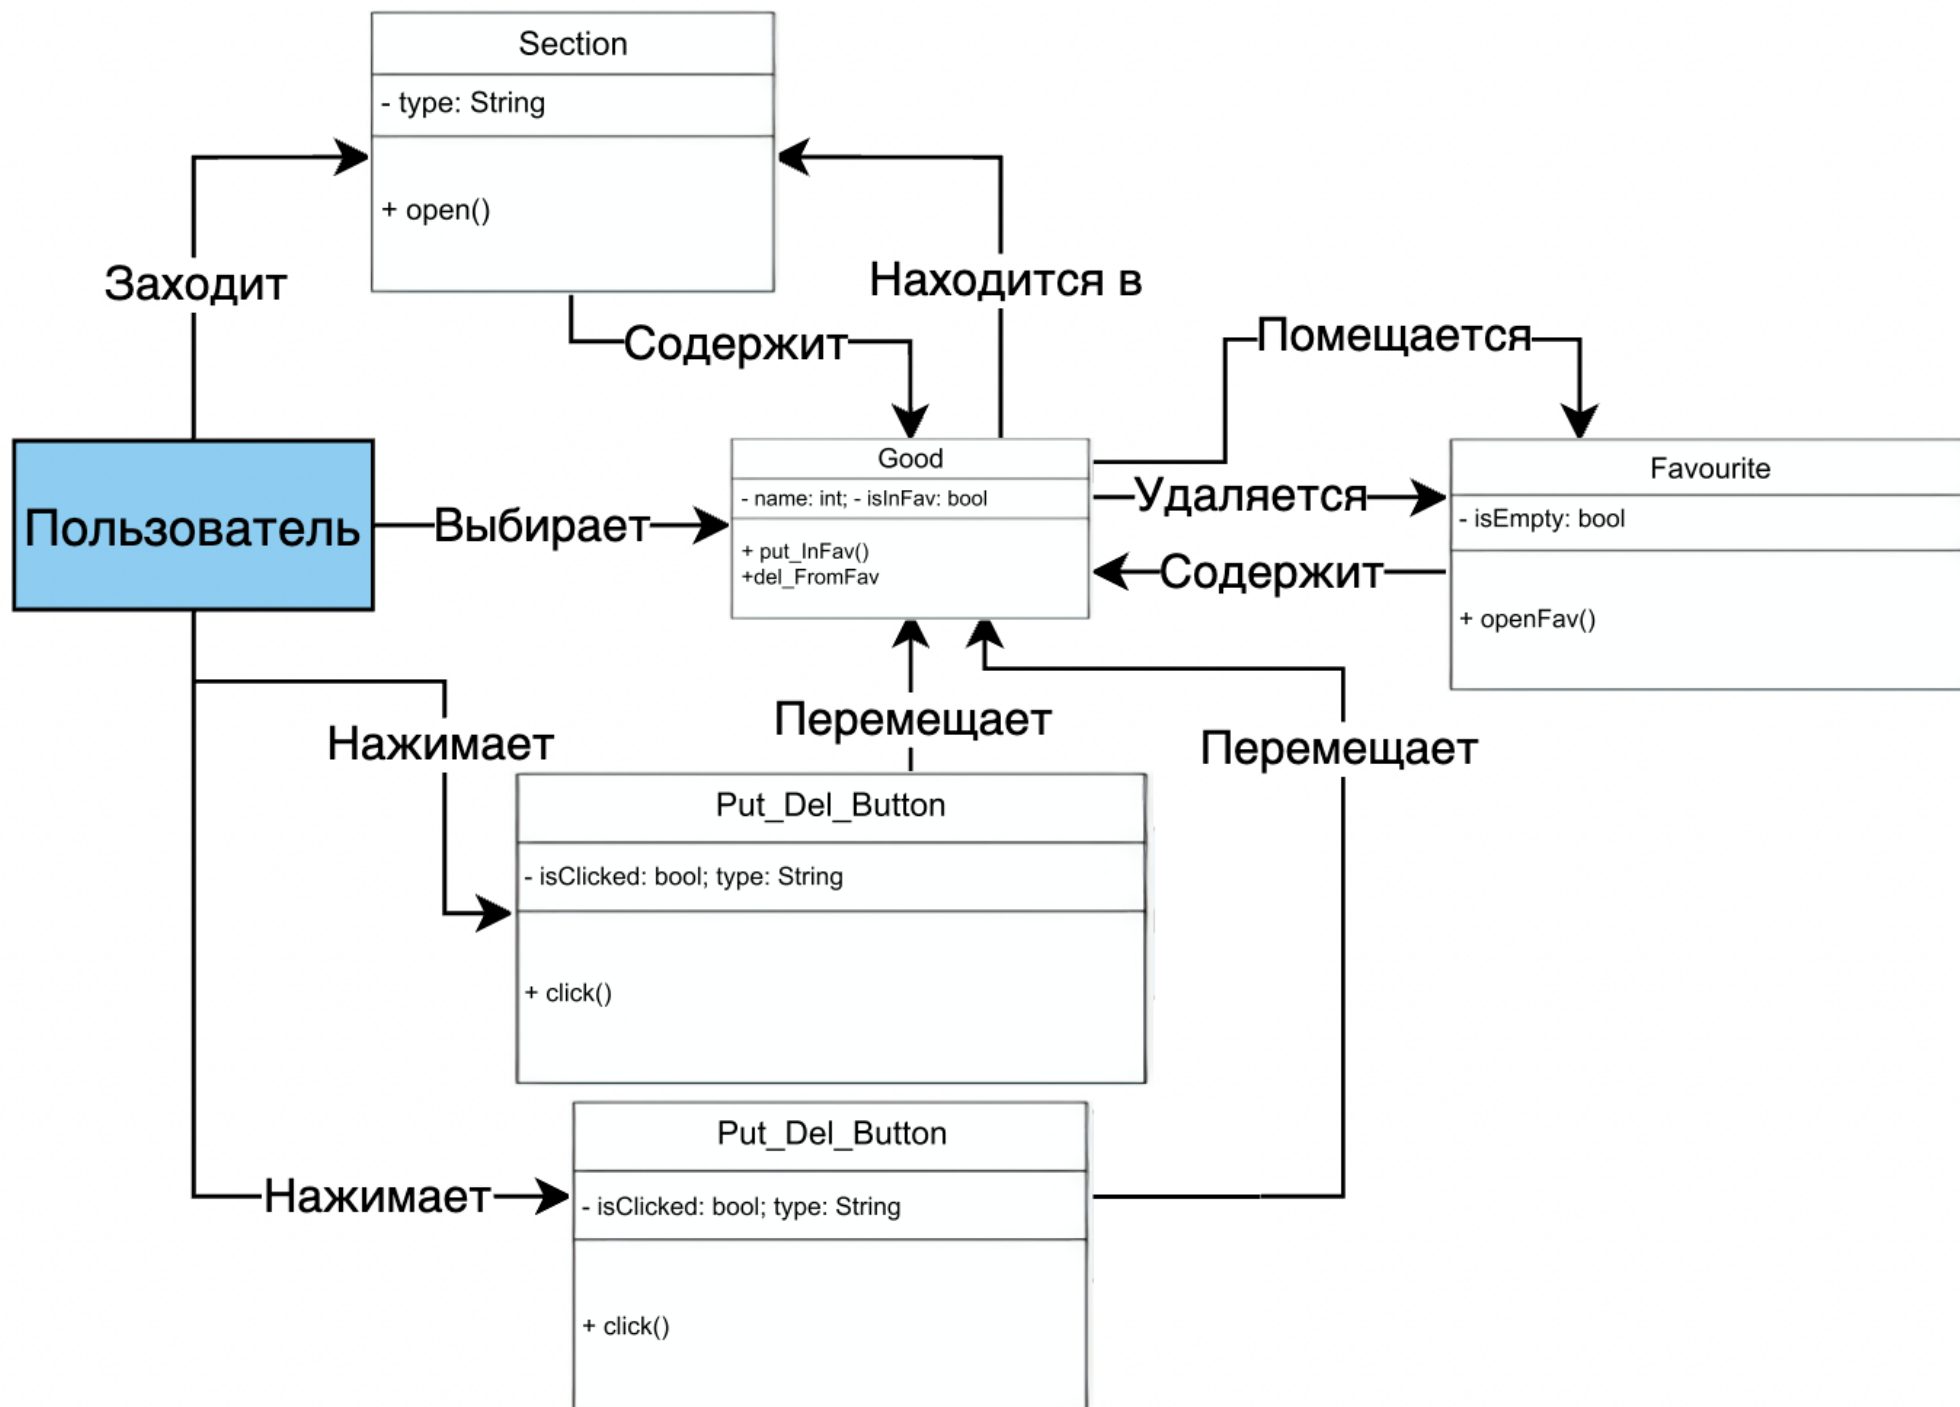 Section
- type: String
+ open()
Заходит
Находится в
Содержит
Помещается
Пользователь
Выбирает
Good
- name: int; - isInFav: bool
+ put_InFav()
+del_FromFav
Удаляется
Содержит
Favourite
- isEmpty: bool
+ openFav()
Нажимает
Перемещает
Перемещает
Put_Del_Button
- isClicked: bool; type: String
+ click()
Нажимает
Put_Del_Button
- isClicked: bool; type: String
+ click()